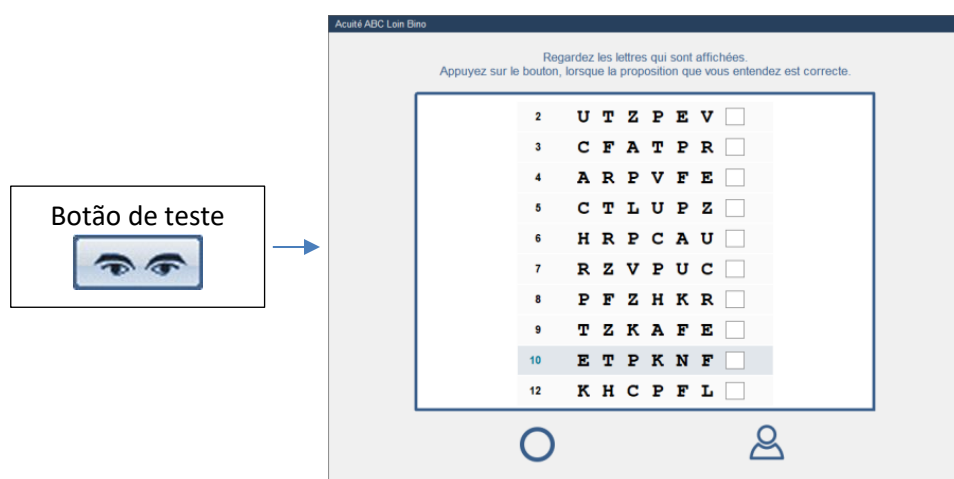 Acuité ABC Loin Bino
Regardez les lettres qui sont affichées.
Appuyez sur le bouton, lorsque la proposition que vous entendez est correcte.
Botão de teste
2 U T Z P E V
3 C F A T P R
4 A R P V F E
5 C T L U P Z
6 H R P C A U
7 R Z V P U C
8 P F Z H K R
9 T Z K A F E
10 E T P K N F
12 K H C P F L